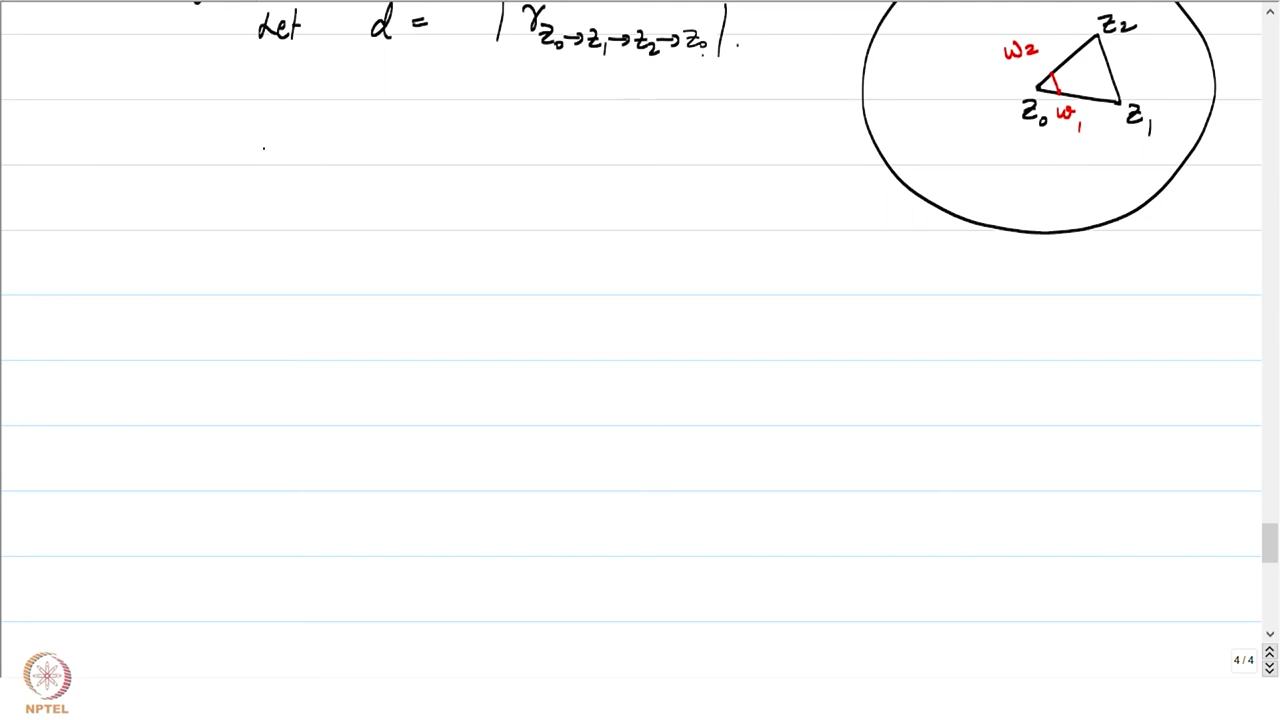 Let d = | γ_{z₀→z₁→z₂→z₀} | .
z₂
w₂
z₀ w₁ z₁
4 / 4
NPTEL